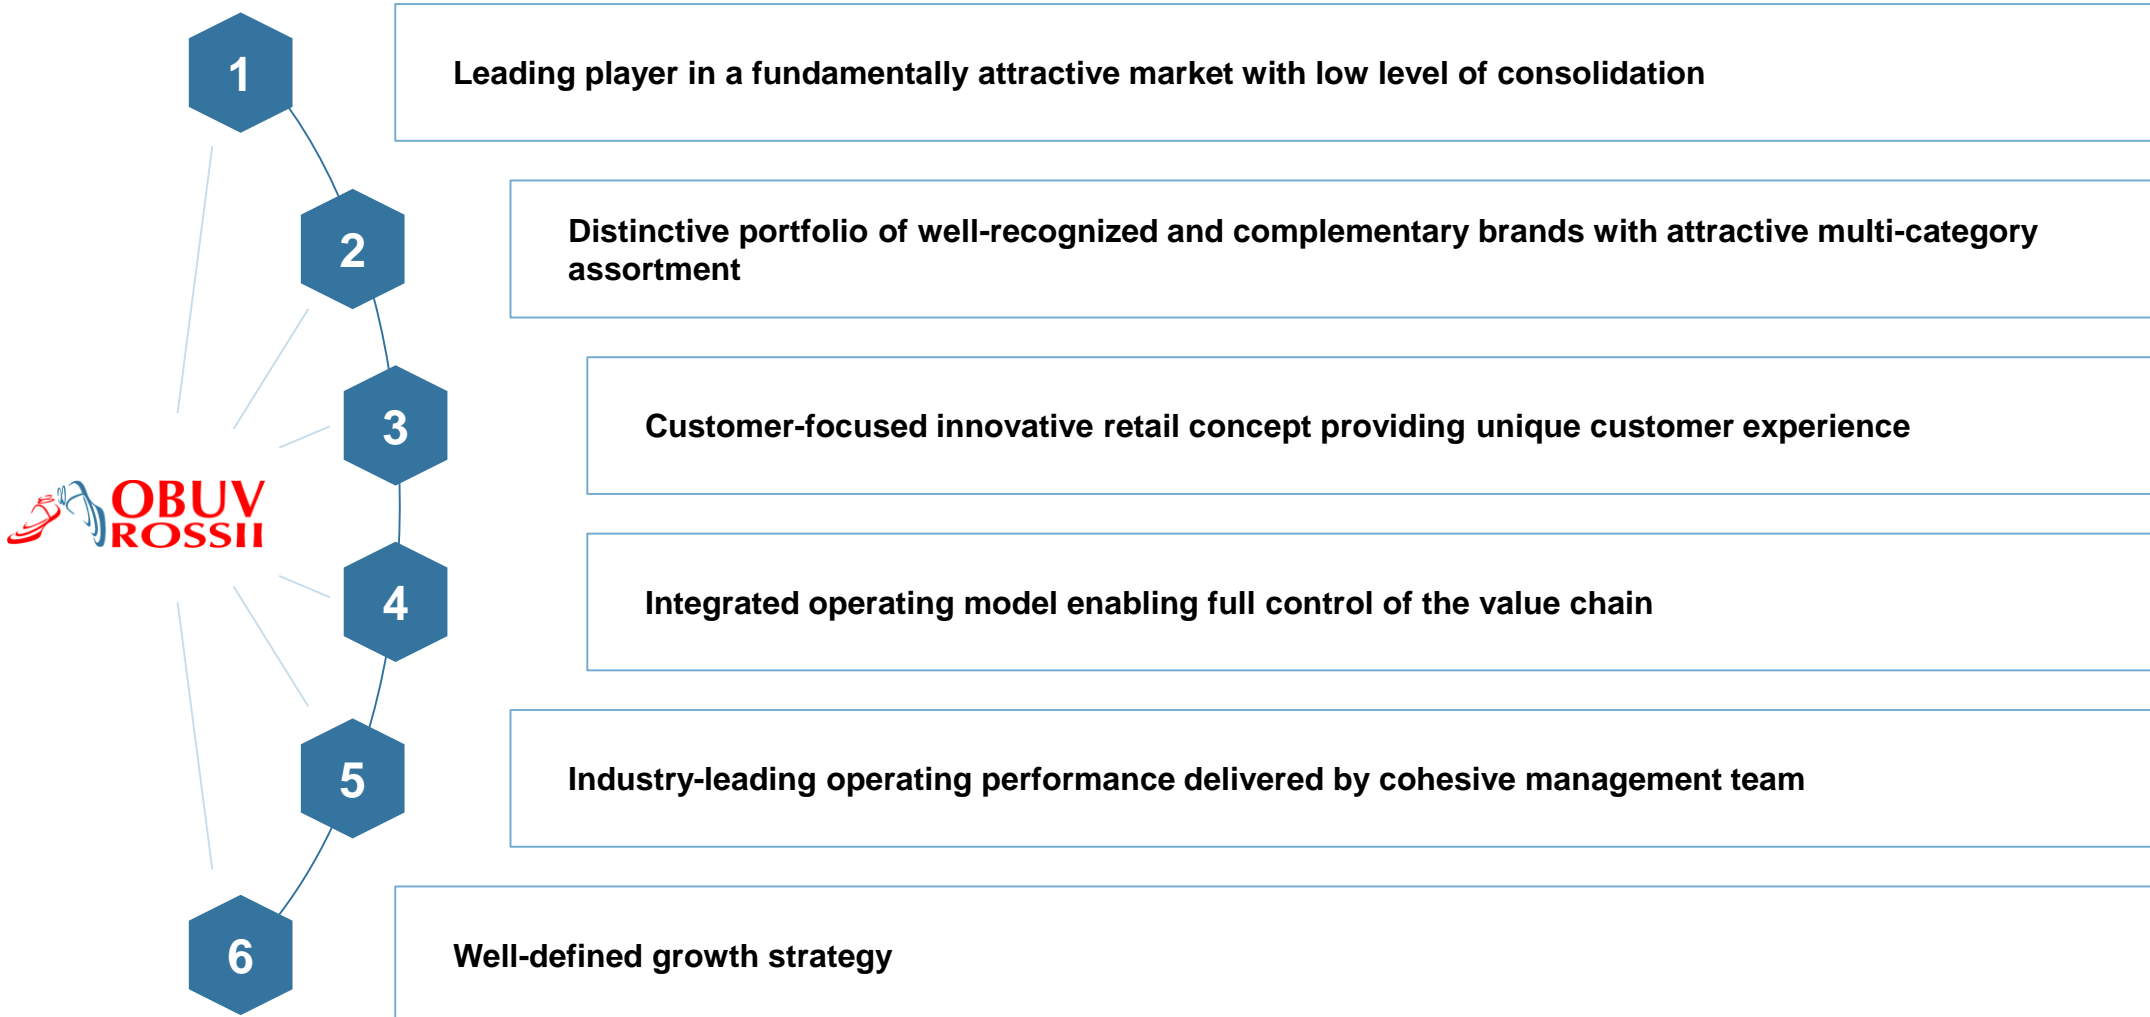 1
Leading player in a fundamentally attractive market with low level of consolidation
2
Distinctive portfolio of well-recognized and complementary brands with attractive multi-category
assortment
3
Customer-focused innovative retail concept providing unique customer experience
OBUV
ROSSII
4
Integrated operating model enabling full control of the value chain
5
Industry-leading operating performance delivered by cohesive management team
6
Well-defined growth strategy